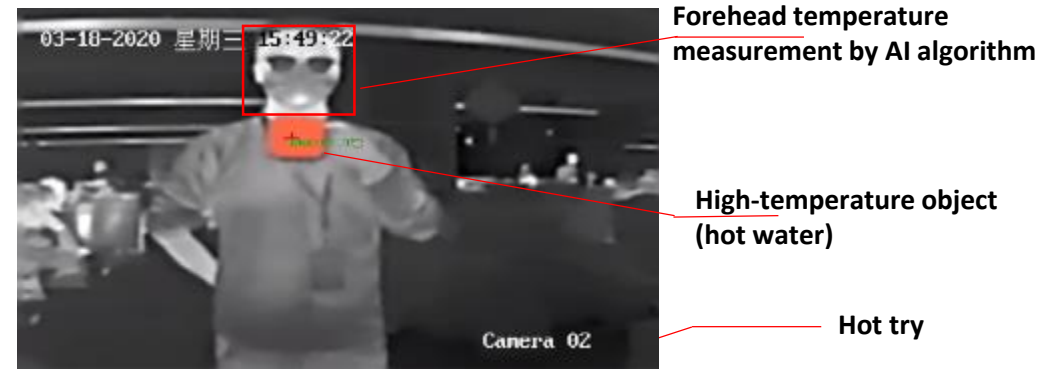 03-18-2020 星期三 15:49:22
Forehead temperature
measurement by AI algorithm
High-temperature object
(hot water)
Hot try
Camera 02